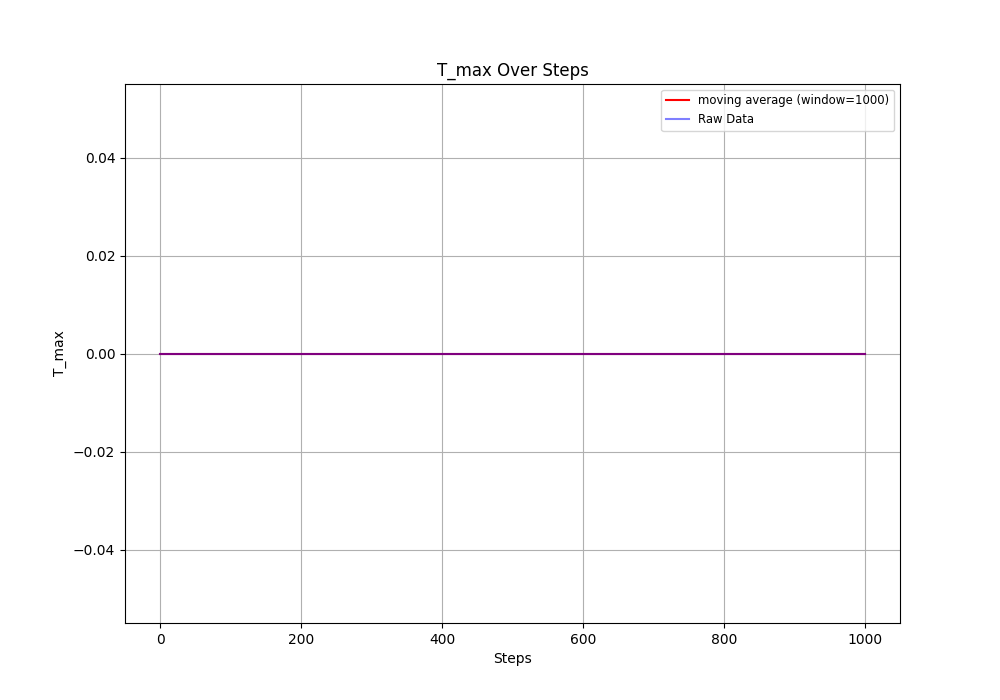 T_max Over Steps
moving average (window=1000)
Raw Data
0.04
0.02
0.00
−0.02
−0.04
T_max
0 200 400 600 800 1000
Steps